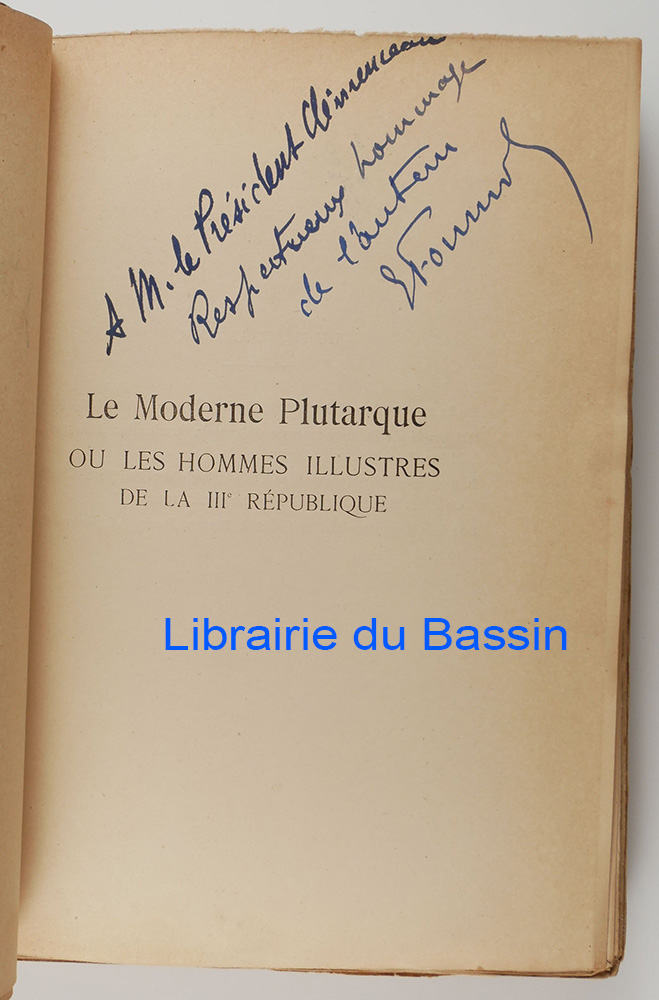 A M. le Président Clémenceau
Respectueux hommage
de l'auteur
Le Moderne Plutarque
OU LES HOMMES ILLUSTRES
DE LA IIIe RÉPUBLIQUE
Librairie du Bassin